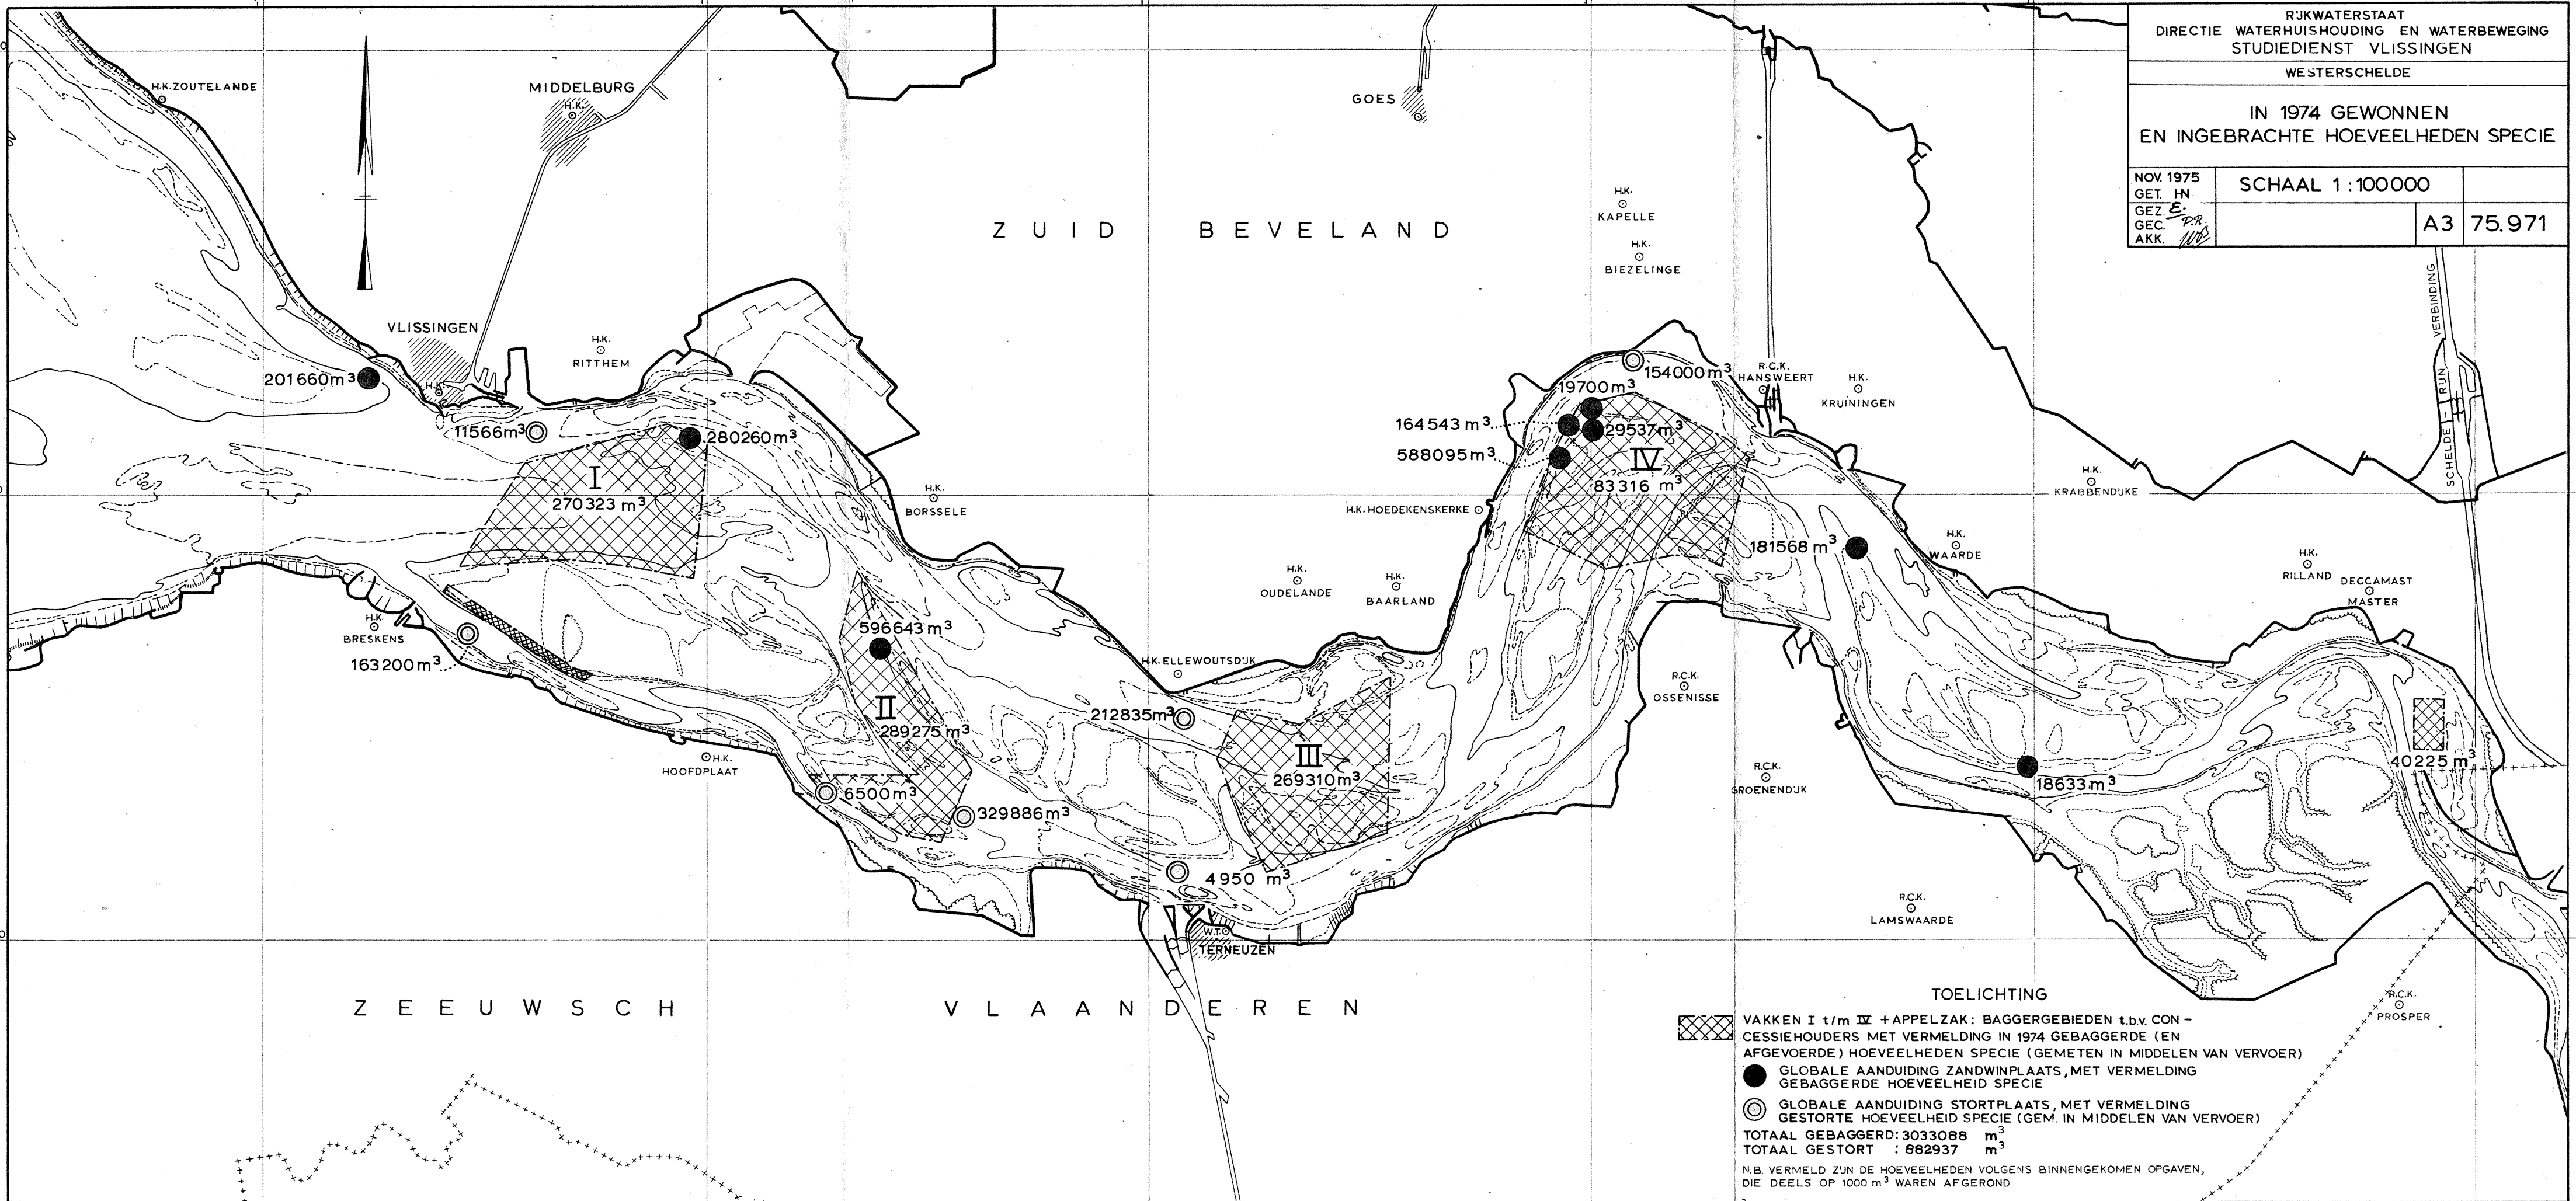 RIJKWATERSTAAT
DIRECTIE WATERHUISHOUDING EN WATERBEWEGING
STUDIEDIENST VLISSINGEN
WESTERSCHELDE
IN 1974 GEWONNEN
EN INGEBRACHTE HOEVEELHEDEN SPECIE
NOV. 1975
GET. HN
GEZ.
GEC. P.R.
AKK.
SCHAAL 1 : 100000
A3 75.971
H.K. ZOUTELANDE
MIDDELBURG
H.K.
GOES
ZUID BEVELAND
H.K.
KAPELLE
H.K.
BIEZELINGE
VLISSINGEN
H.K.
H.K.
RITTHEM
201660 m³
11566 m³
280260 m³
I
270323 m³
H.K.
BORSSELE
154000 m³
19700 m³
R.C.K.
HANSWEERT
H.K.
KRUININGEN
164543 m³
29537 m³
588095 m³
IV
83316 m³
H.K. HOEDEKENSKERKE
SCHELDE - RIJN VERBINDING
H.K.
KRABBENDIJKE
181568 m³
H.K.
WAARDE
H.K.
RILLAND
DECCAMAST
MASTER
H.K.
OUDELANDE
H.K.
BAARLAND
H.K.
BRESKENS
163200 m³
596643 m³
H.K. ELLEWOUTSDIJK
R.C.K.
OSSENISSE
II
289275 m³
212835 m³
III
269310 m³
H.K.
HOOFDPLAAT
6500 m³
329886 m³
R.C.K.
GROENENDIJK
18633 m³
40225 m³
4950 m³
W.T.
TERNEUZEN
R.C.K.
LAMSWAARDE
ZEEUWSCH VLAANDEREN
R.C.K.
PROSPER
TOELICHTING
VAKKEN I t/m IV + APPELZAK: BAGGERGEBIEDEN t.b.v. CON -
CESSIEHOUDERS MET VERMELDING IN 1974 GEBAGGERDE (EN
AFGEVOERDE) HOEVEELHEDEN SPECIE (GEMETEN IN MIDDELEN VAN VERVOER)
GLOBALE AANDUIDING ZANDWINPLAATS, MET VERMELDING
GEBAGGERDE HOEVEELHEID SPECIE
GLOBALE AANDUIDING STORTPLAATS, MET VERMELDING
GESTORTE HOEVEELHEID SPECIE (GEM. IN MIDDELEN VAN VERVOER)
TOTAAL GEBAGGERD: 3033088 m³
TOTAAL GESTORT : 882937 m³
N.B. VERMELD ZIJN DE HOEVEELHEDEN VOLGENS BINNENGEKOMEN OPGAVEN,
DIE DEELS OP 1000 m³ WAREN AFGEROND